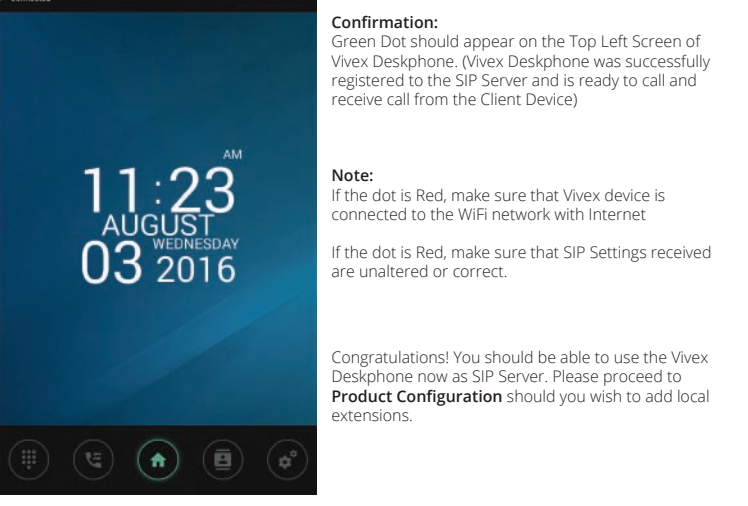 Connected
AM
11:23
AUGUST
WEDNESDAY
03 2016
Confirmation:
Green Dot should appear on the Top Left Screen of
Vivex Deskphone. (Vivex Deskphone was successfully
registered to the SIP Server and is ready to call and
receive call from the Client Device)
Note:
If the dot is Red, make sure that Vivex device is
connected to the WiFi network with Internet
If the dot is Red, make sure that SIP Settings received
are unaltered or correct.
Congratulations! You should be able to use the Vivex
Deskphone now as SIP Server. Please proceed to
Product Configuration should you wish to add local
extensions.